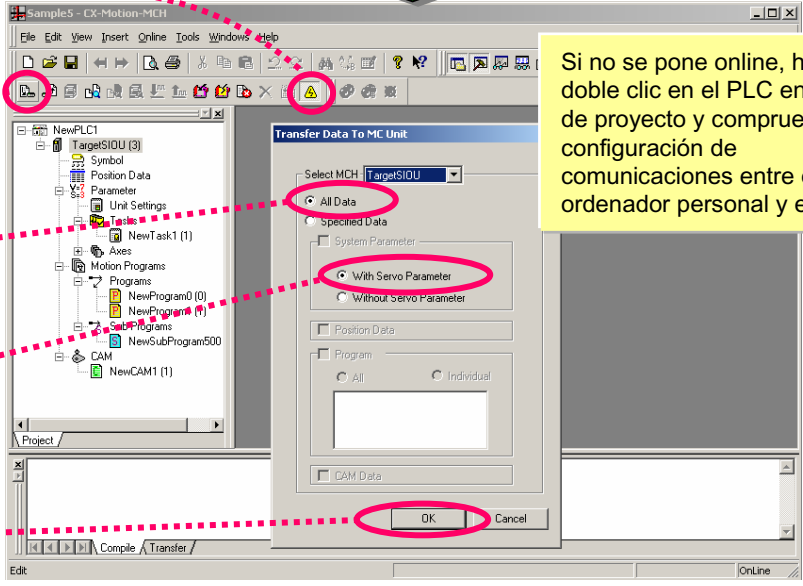 Sample5 - CX-Motion-MCH
File Edit View Insert Online Tools Windows Help
Si no se pone online, h
doble clic en el PLC en
de proyecto y comprue
configuración de
comunicaciones entre
ordenador personal y e
NewPLC1
TargetSIOU (3)
Symbol
Position Data
Parameter
Unit Settings
Tasks
NewTask1 (1)
Axes
Motion Programs
Programs
NewProgram0 (0)
NewProgram1 (1)
Sub Programs
NewSubProgram500
CAM
NewCAM1 (1)
Project
Transfer Data To MC Unit
Select MCH TargetSIOU
All Data
Specified Data
System Parameter
With Servo Parameter
Without Servo Parameter
Position Data
Program
All Individual
CAM Data
OK Cancel
Compile Transfer
Edit
OnLine